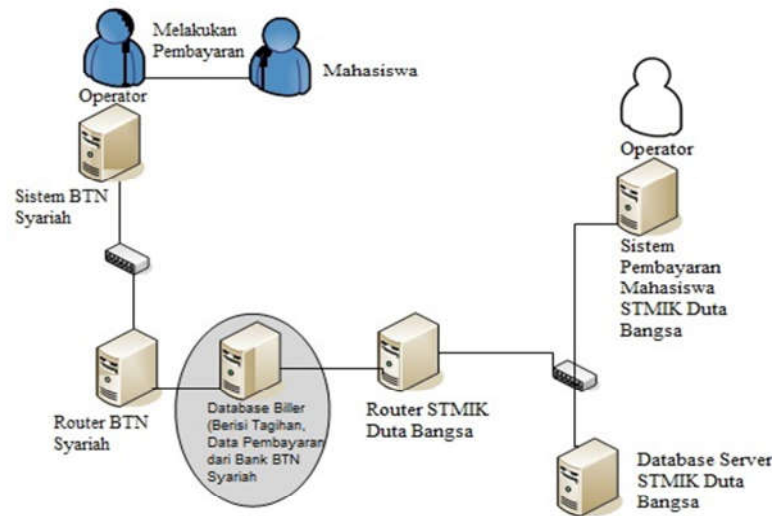 Melakukan
Pembayaran
Mahasiswa
Operator
Sistem BTN
Syariah
Operator
Sistem
Pembayaran
Mahasiswa
STMIK Duta
Bangsa
Router BTN
Syariah
Database Biller
(Berisi Tagihan,
Data Pembayaran
dari Bank BTN
Syariah
Router STMIK
Duta Bangsa
Database Server
STMIK Duta
Bangsa